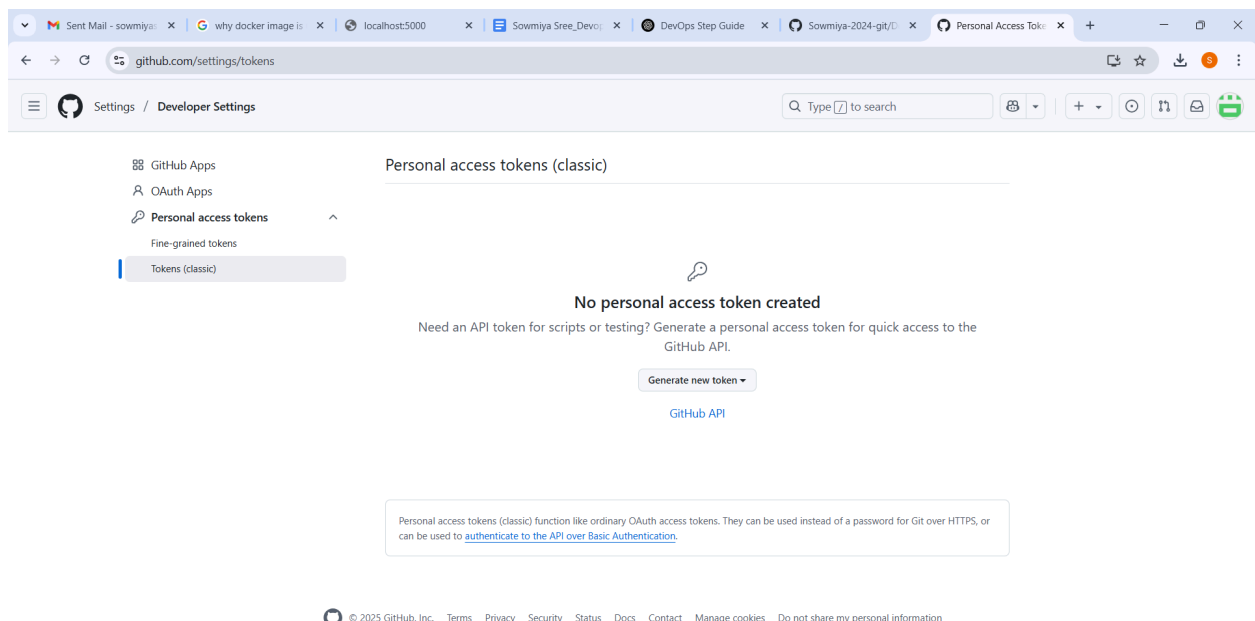 Sent Mail - sowmiyas
why docker image is
localhost:5000
Sowmiya Sree_Devop
DevOps Step Guide
Sowmiya-2024-git/De
Personal Access Toke
github.com/settings/tokens
S
Settings / Developer Settings
Type / to search
GitHub Apps
OAuth Apps
Personal access tokens
Fine-grained tokens
Tokens (classic)
Personal access tokens (classic)
No personal access token created
Need an API token for scripts or testing? Generate a personal access token for quick access to the
GitHub API.
Generate new token
GitHub API
Personal access tokens (classic) function like ordinary OAuth access tokens. They can be used instead of a password for Git over HTTPS, or
can be used to authenticate to the API over Basic Authentication.
© 2025 GitHub, Inc. Terms Privacy Security Status Docs Contact Manage cookies Do not share my personal information